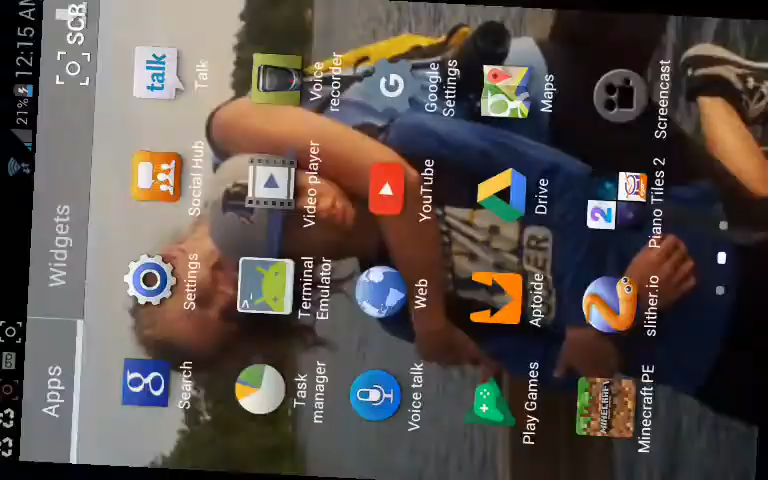 21% 12:15 AM
Apps Widgets
SCR
Search Settings Social Hub Talk
talk
Task manager Terminal Emulator Video player Voice recorder
Voice talk Web YouTube Google Settings
Play Games Aptoide Drive Maps
Minecraft PE slither.io Piano Tiles 2 Screencast
MINECRAFT